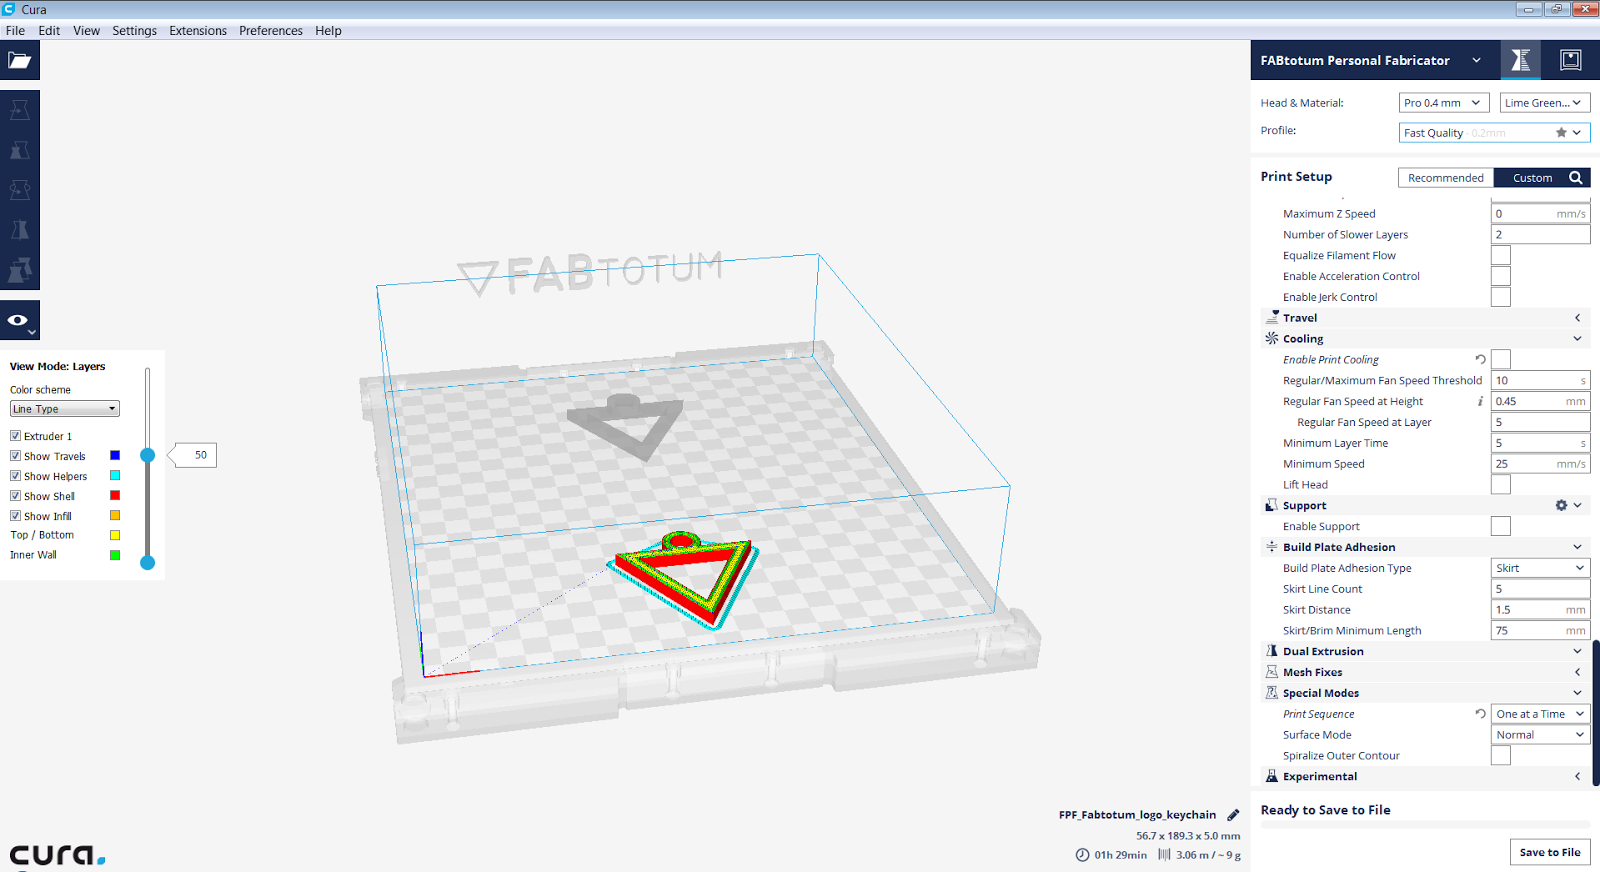 Cura
File Edit View Settings Extensions Preferences Help
FABtotum Personal Fabricator
Head & Material: Pro 0.4 mm Lime Green...
Profile: Fast Quality - 0.2mm
Print Setup Recommended Custom
Maximum Z Speed 0 mm/s
Number of Slower Layers 2
Equalize Filament Flow
Enable Acceleration Control
Enable Jerk Control
Travel
Cooling
Enable Print Cooling
Regular/Maximum Fan Speed Threshold 10 s
Regular Fan Speed at Height i 0.45 mm
Regular Fan Speed at Layer 5
Minimum Layer Time 5 s
Minimum Speed 25 mm/s
Lift Head
Support
Enable Support
Build Plate Adhesion
Build Plate Adhesion Type Skirt
Skirt Line Count 5
Skirt Distance 1.5 mm
Skirt/Brim Minimum Length 75 mm
Dual Extrusion
Mesh Fixes
Special Modes
Print Sequence One at a Time
Surface Mode Normal
Spiralize Outer Contour
Experimental
Ready to Save to File
Save to File
FABTOTUM
View Mode: Layers
Color scheme
Line Type
Extruder 1
Show Travels
50
Show Helpers
Show Shell
Show Infill
Top / Bottom
Inner Wall
FPF_Fabtotum_logo_keychain
56.7 x 189.3 x 5.0 mm
01h 29min 3.06 m / ~ 9 g
cura.